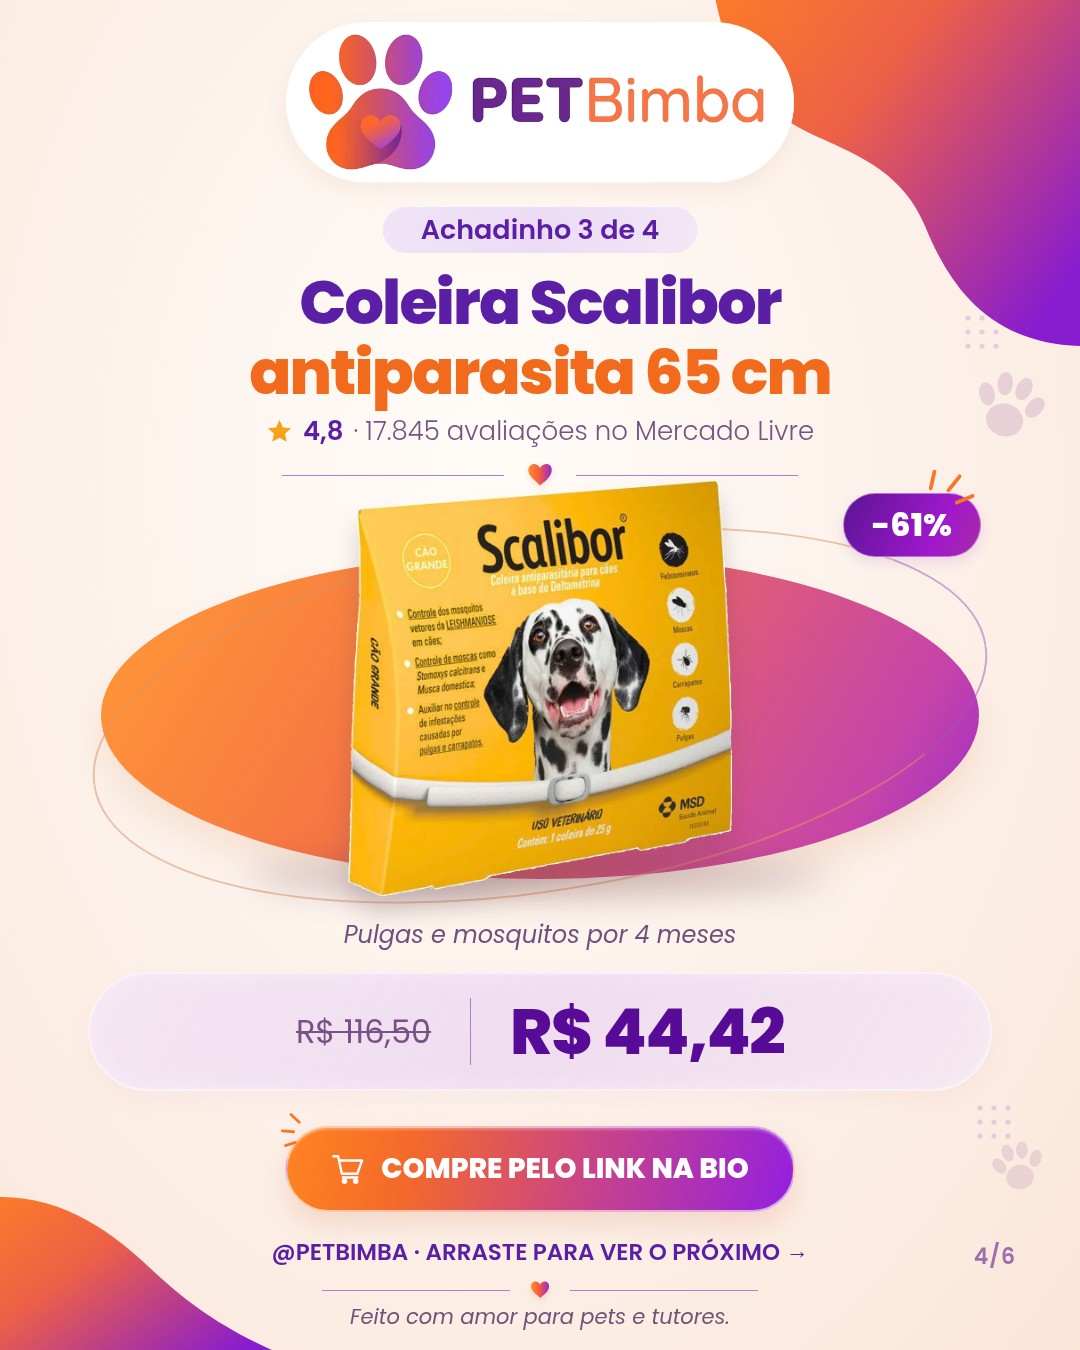 PETBimba
Achadinho 3 de 4
Coleira Scalibor
antiparasita 65 cm
4,8 · 17.845 avaliações no Mercado Livre
-61%
CÃO
GRANDE
Scalibor®
Coleira antiparasitária para cães
à base de Deltametrina
Controle dos mosquitos
vetores da LEISHMANIOSE
em cães;
Controle de moscas como
Stomoxys calcitrans e
Musca domestica;
Auxiliar no controle
de infestações
causadas por
pulgas e carrapatos.
Flebotomíneos
Moscas
Carrapatos
Pulgas
CÃO GRANDE
USO VETERINÁRIO
Contém: 1 coleira de 25 g
MSD
Saúde Animal
Pulgas e mosquitos por 4 meses
R$ 116,50
R$ 44,42
COMPRE PELO LINK NA BIO
@PETBIMBA · ARRASTE PARA VER O PRÓXIMO →
4/6
Feito com amor para pets e tutores.